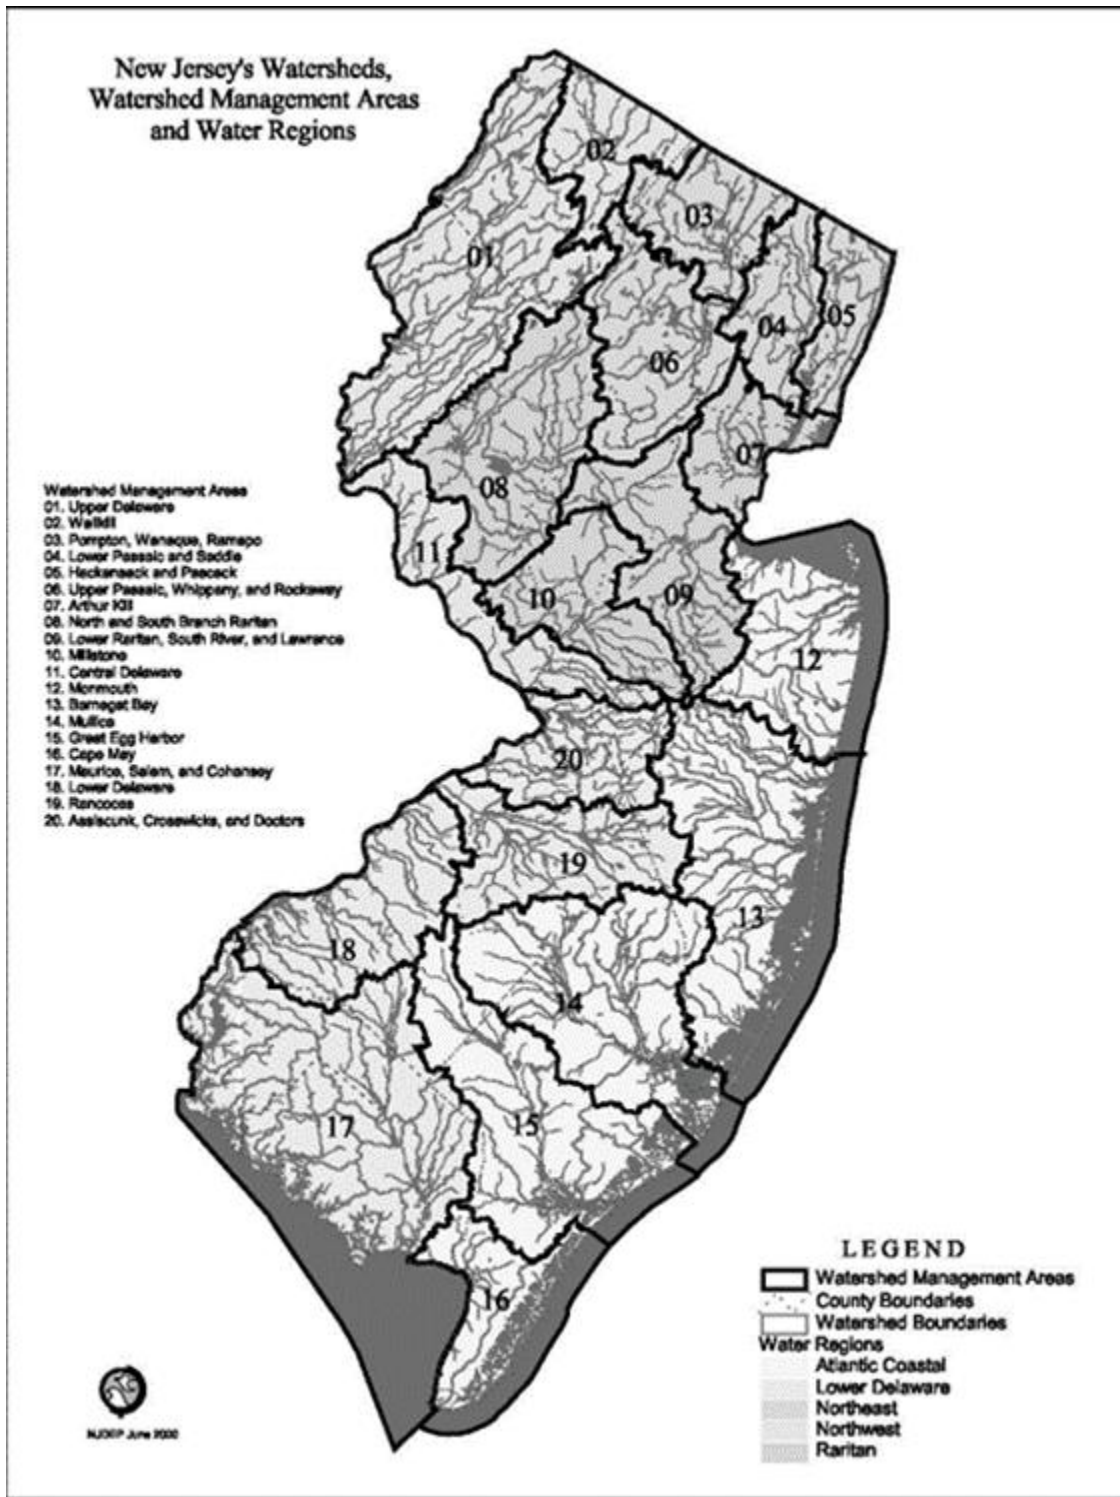 New Jersey's Watersheds,
Watershed Management Areas
and Water Regions
02
03
01
04
05
06
07
08
11
10
09
12
20
19
13
18
14
17
15
16
Watershed Management Areas
01. Upper Delaware
02. Wallkill
03. Pompton, Wanaque, Ramapo
04. Lower Passaic and Saddle
05. Hackensack and Pascack
06. Upper Passaic, Whippany, and Rockaway
07. Arthur Kill
08. North and South Branch Raritan
09. Lower Raritan, South River, and Lawrence
10. Millstone
11. Central Delaware
12. Monmouth
13. Barnegat Bay
14. Mullica
15. Great Egg Harbor
16. Cape May
17. Maurice, Salem, and Cohansey
18. Lower Delaware
19. Rancocas
20. Assiscunk, Crosswicks, and Doctors
LEGEND
Watershed Management Areas
County Boundaries
Watershed Boundaries
Water Regions
Atlantic Coastal
Lower Delaware
Northeast
Northwest
Raritan
NJDEP June 2000